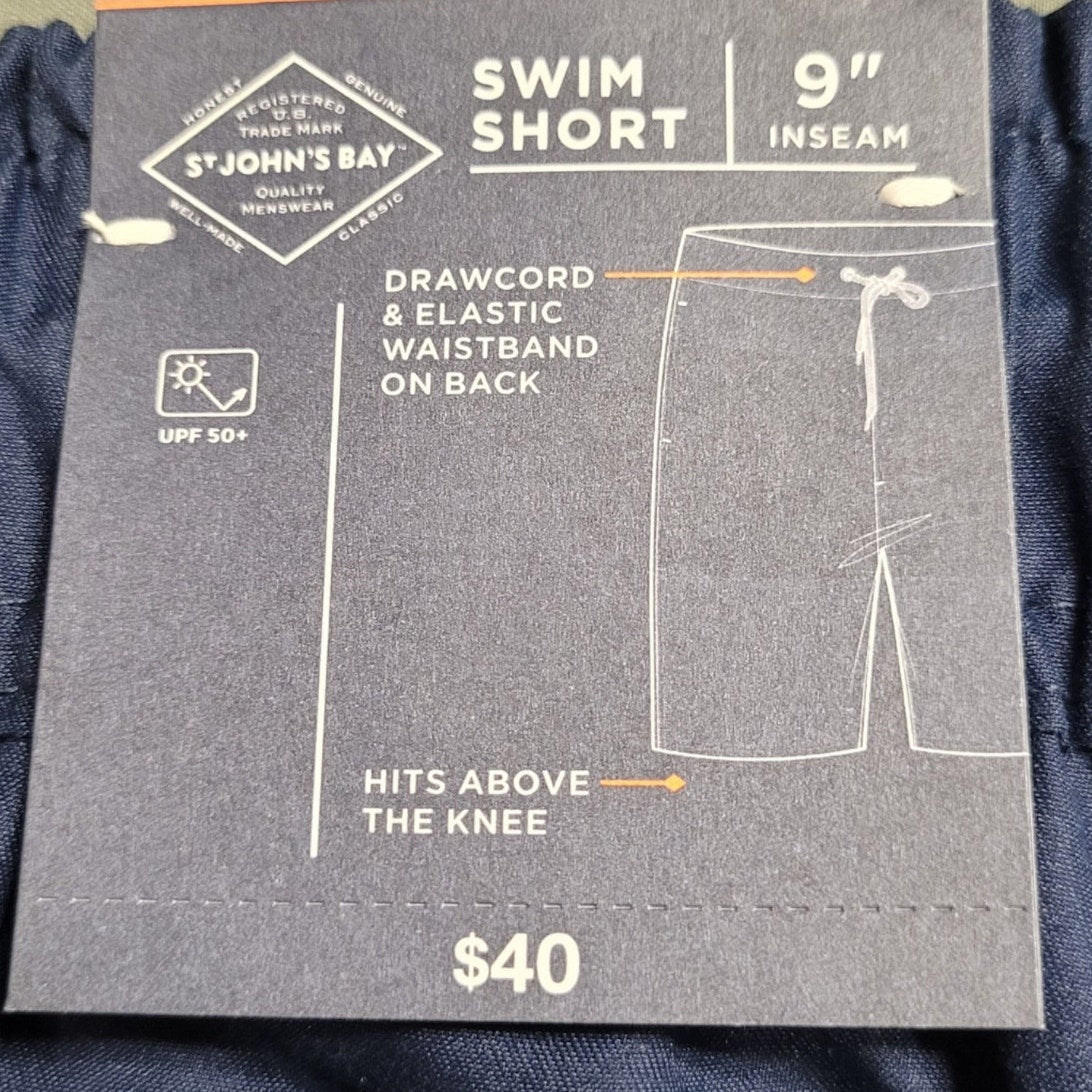 HONEST
GENUINE
REGISTERED
U.S.
TRADE MARK
ST JOHN'S BAY™
QUALITY
MENSWEAR
WELL-MADE
CLASSIC
SWIM
SHORT
9"
INSEAM
DRAWCORD
& ELASTIC
WAISTBAND
ON BACK
UPF 50+
HITS ABOVE
THE KNEE
$40